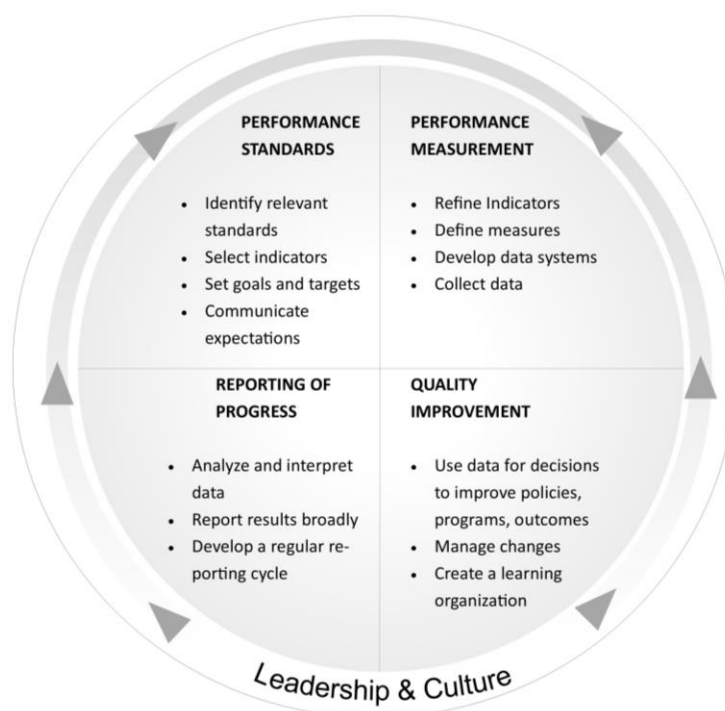 PERFORMANCE
STANDARDS
• Identify relevant
standards
• Select indicators
• Set goals and targets
• Communicate
expectations
PERFORMANCE
MEASUREMENT
• Refine Indicators
• Define measures
• Develop data systems
• Collect data
REPORTING OF
PROGRESS
• Analyze and interpret
data
• Report results broadly
• Develop a regular re-
porting cycle
QUALITY
IMPROVEMENT
• Use data for decisions
to improve policies,
programs, outcomes
• Manage changes
• Create a learning
organization
Leadership & Culture